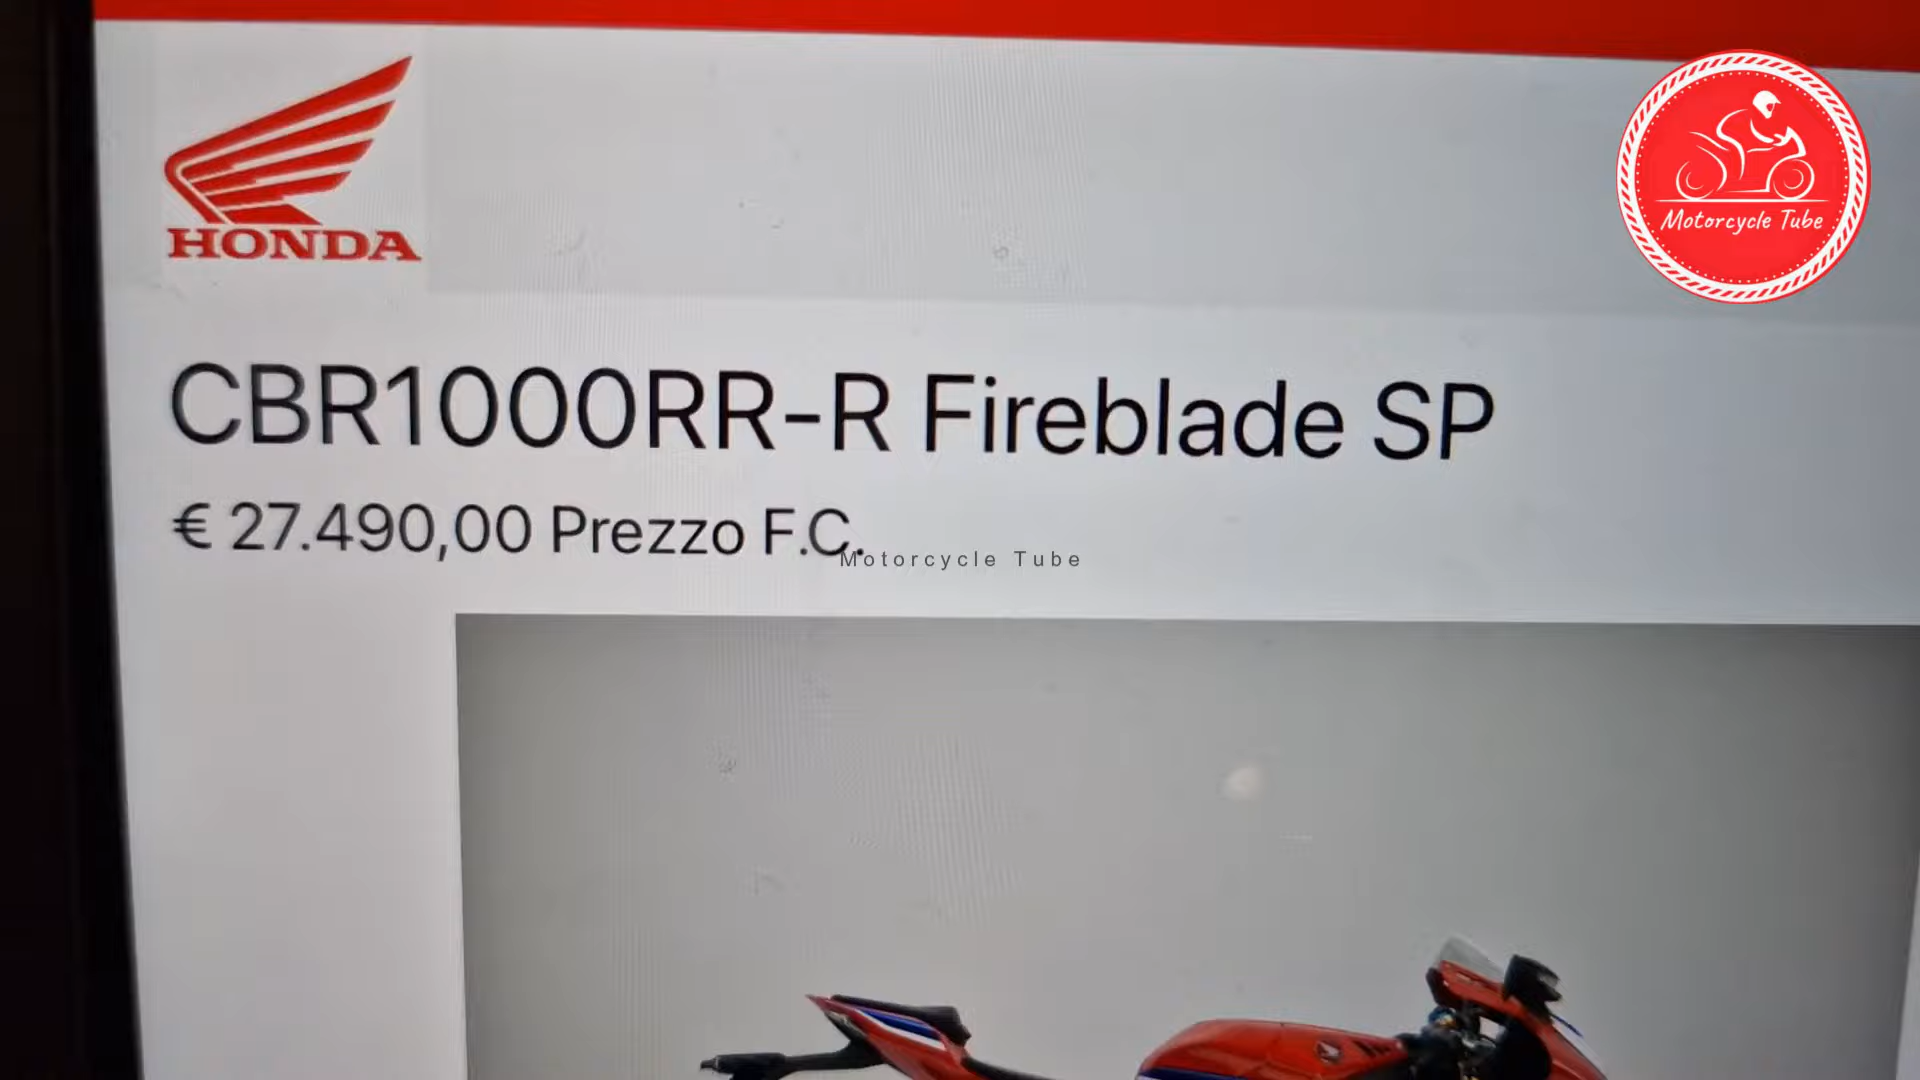 HONDA
Motorcycle Tube
CBR1000RR-R Fireblade SP
€ 27.490,00 Prezzo F.C.
Motorcycle Tube